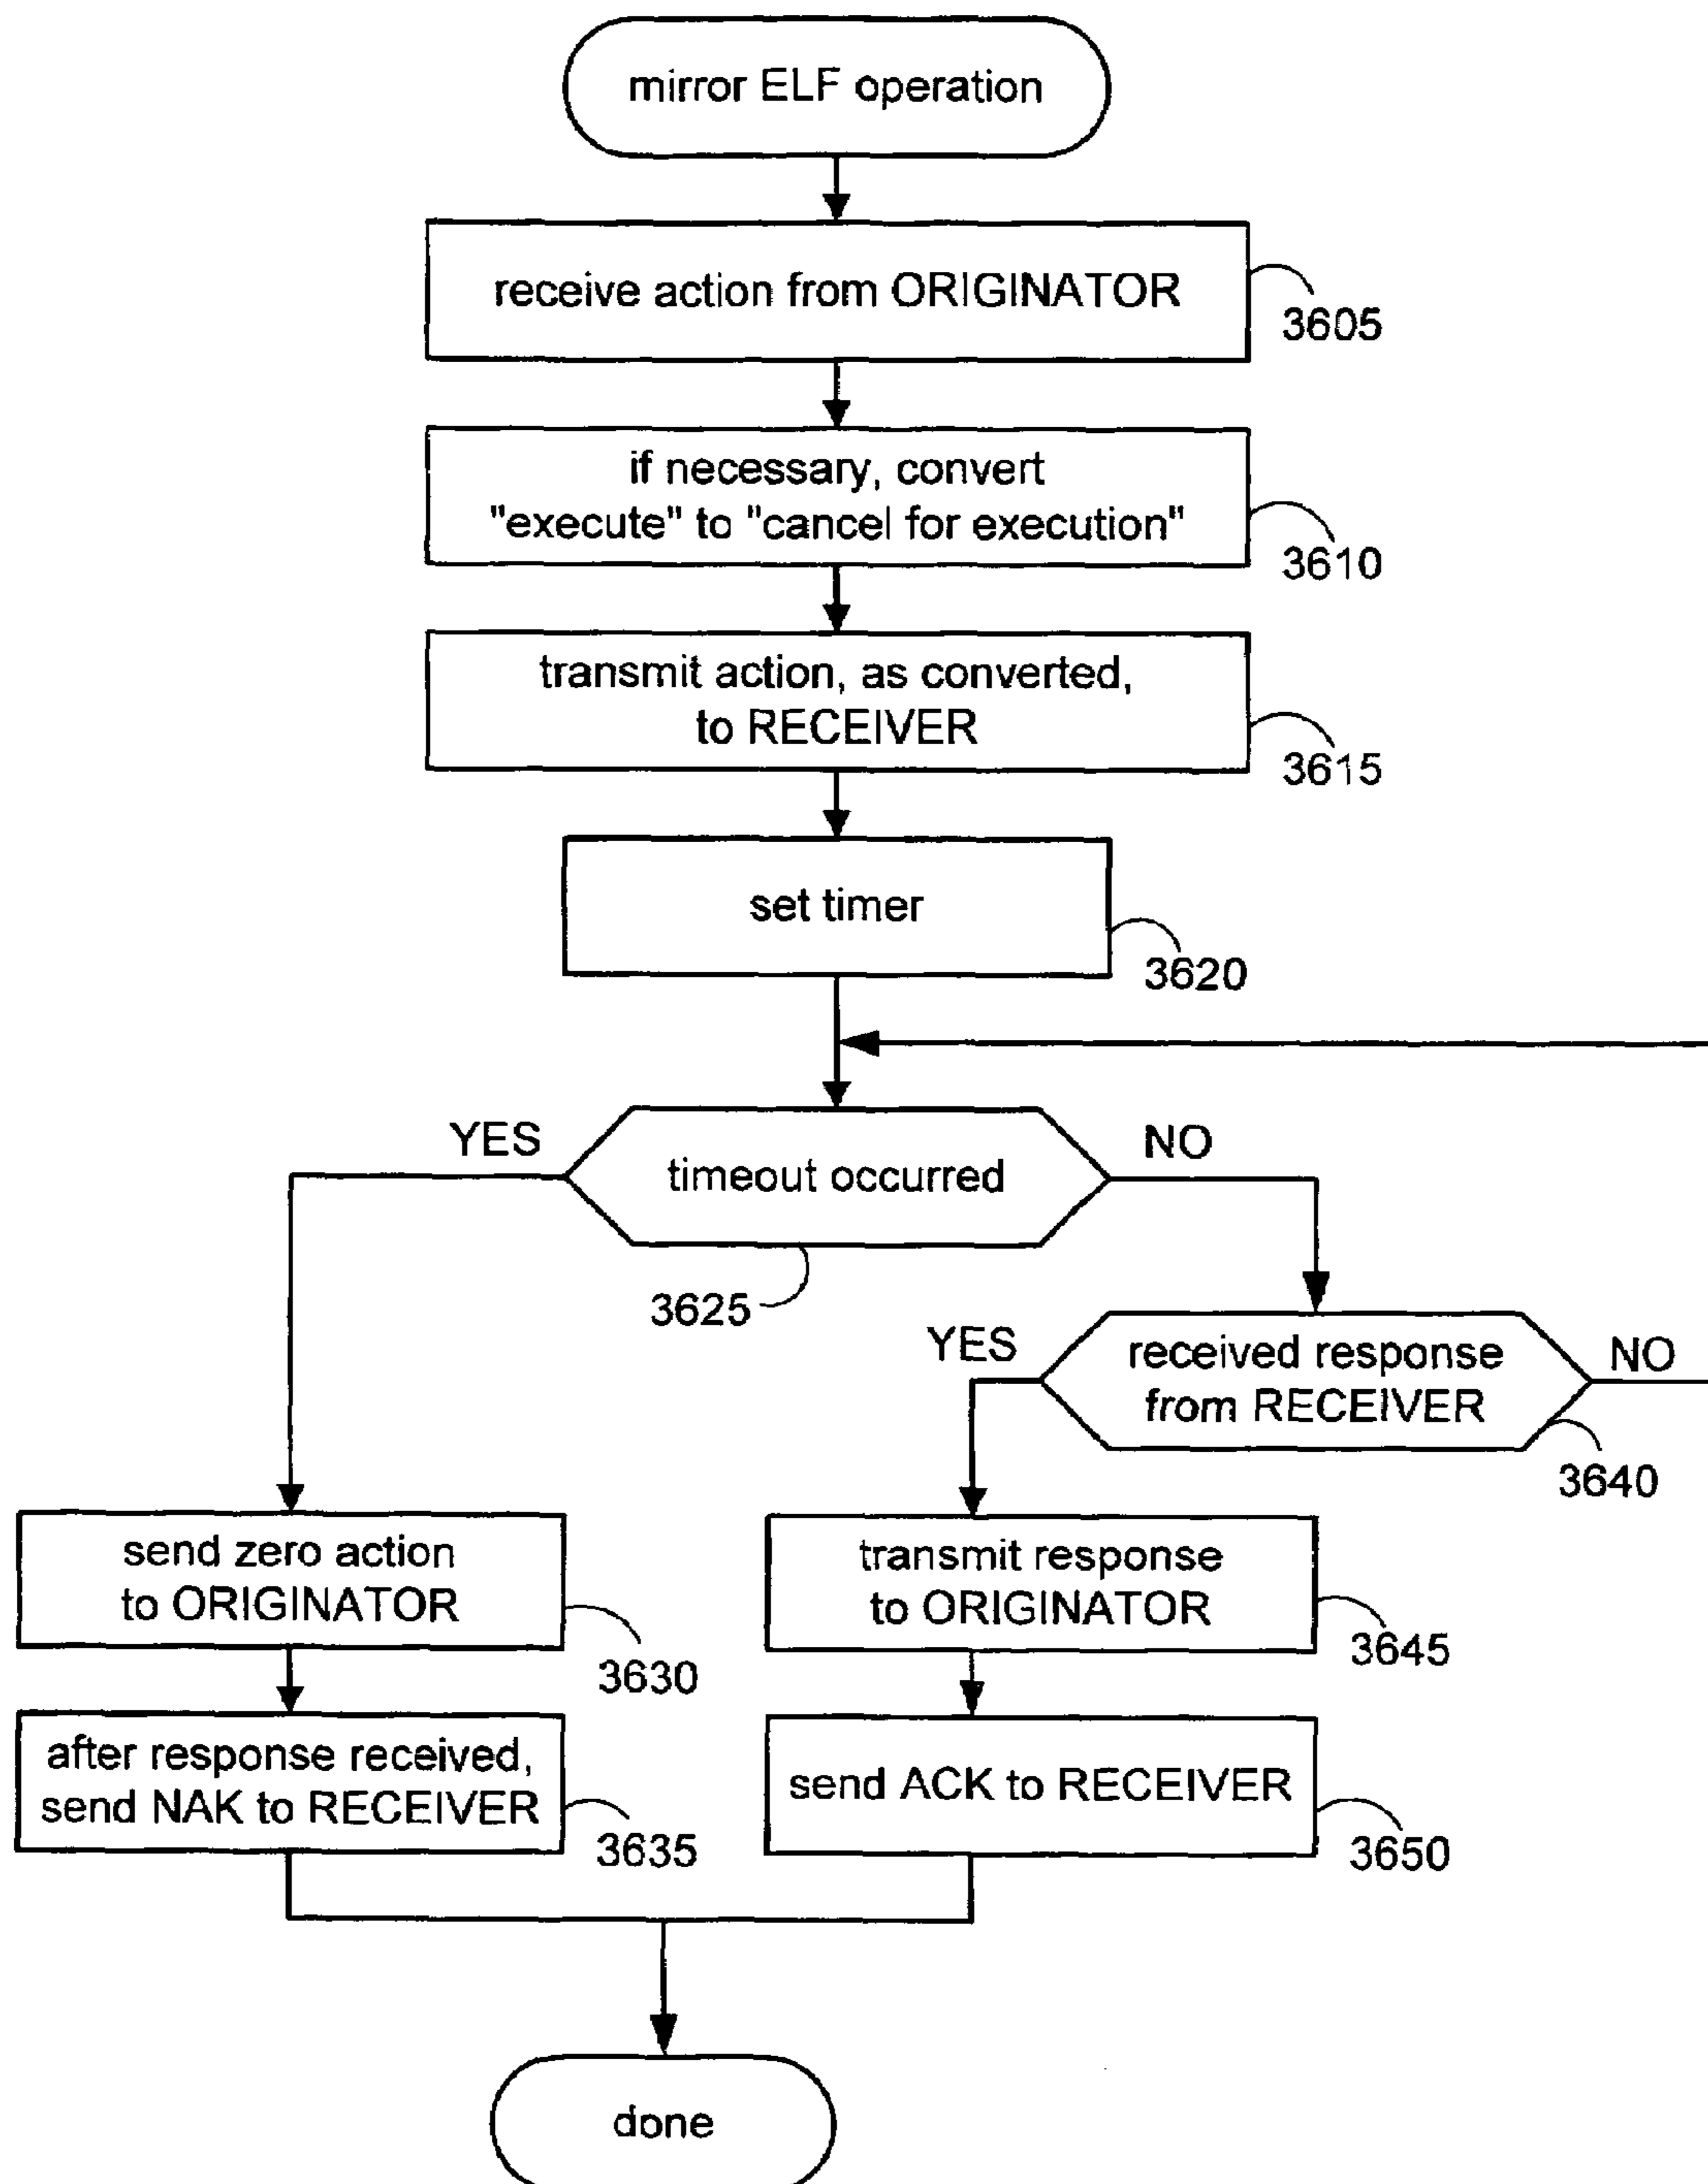 mirror ELF operation
receive action from ORIGINATOR
3605
if necessary, convert
"execute" to "cancel for execution"
3610
transmit action, as converted,
to RECEIVER
3615
set timer
3620
YES
timeout occurred
NO
3625
YES
received response
from RECEIVER
NO
3640
send zero action
to ORIGINATOR
3630
transmit response
to ORIGINATOR
3645
after response received,
send NAK to RECEIVER
3635
send ACK to RECEIVER
3650
done